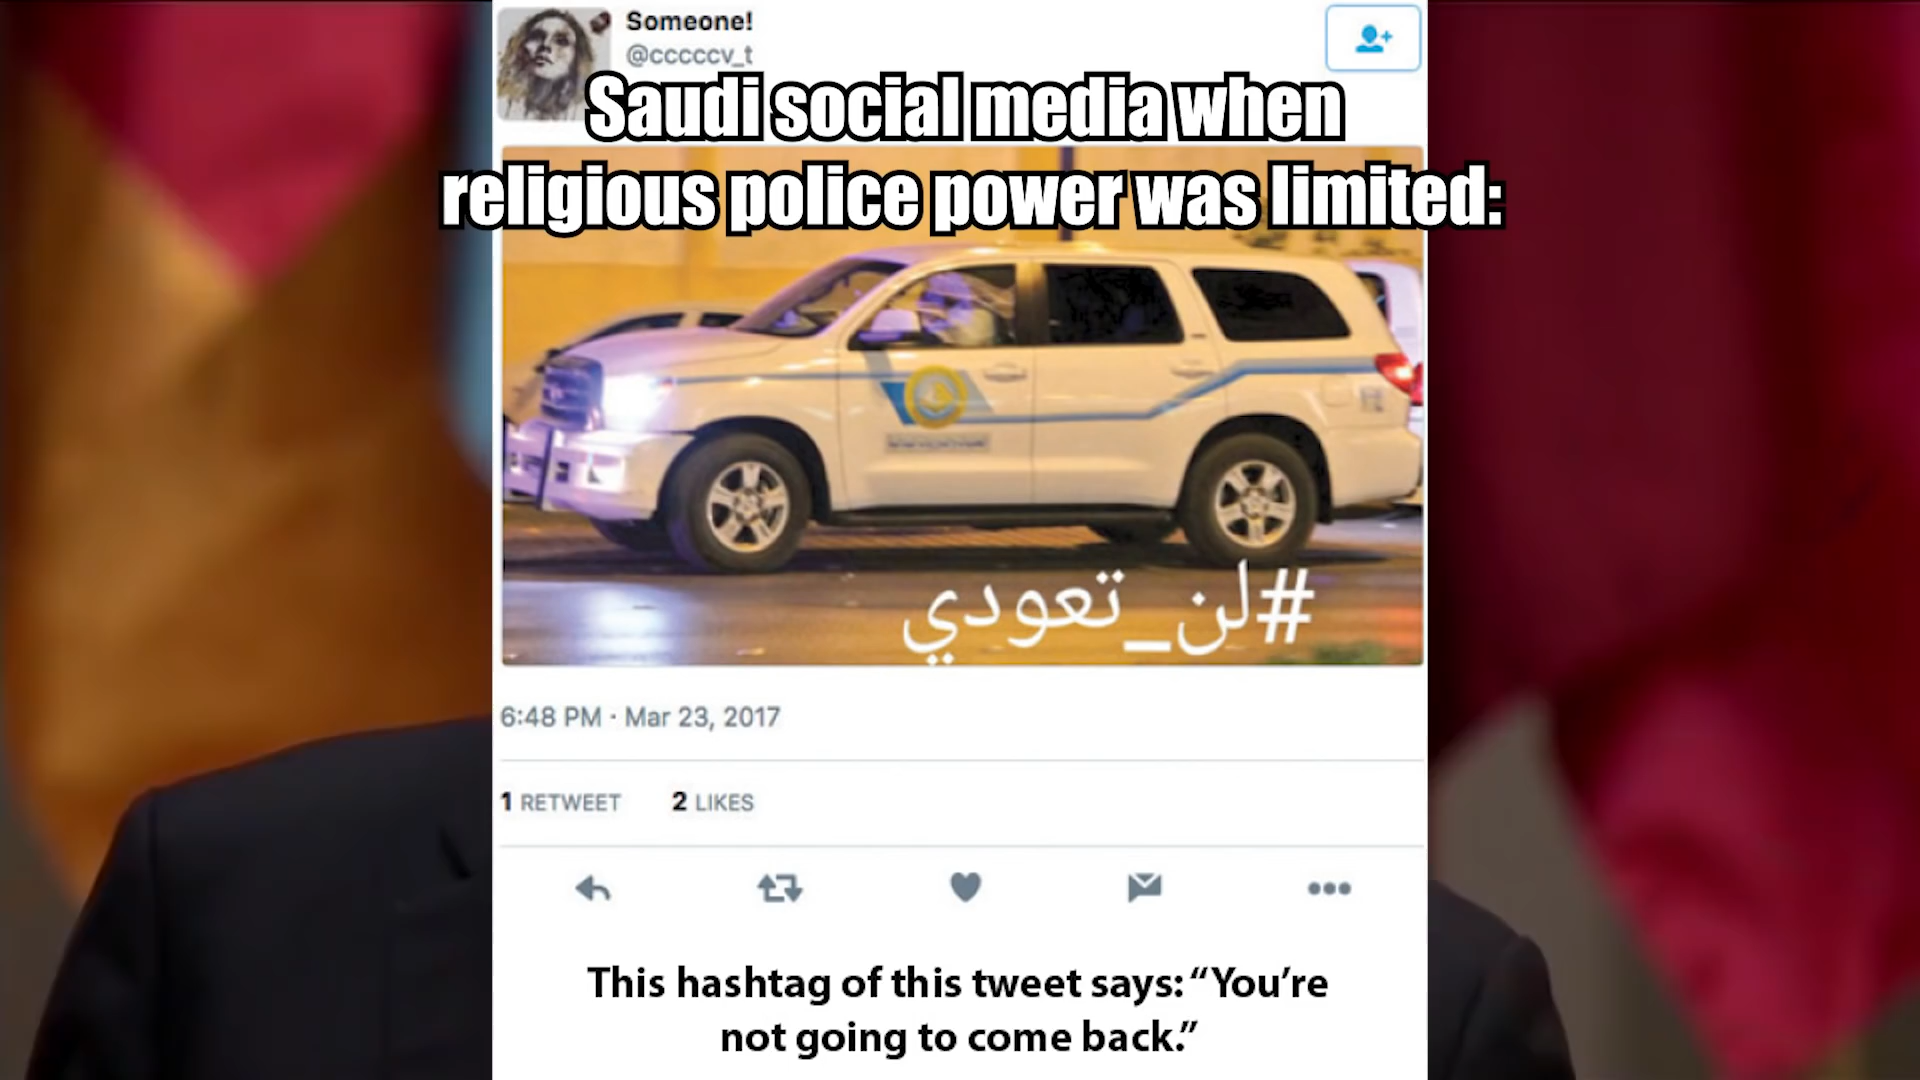 Someone!
@cccccv_t
Saudi social media when
religious police power was limited:
#لن_تعودي
6:48 PM · Mar 23, 2017
1 RETWEET 2 LIKES
This hashtag of this tweet says: “You’re
not going to come back.”